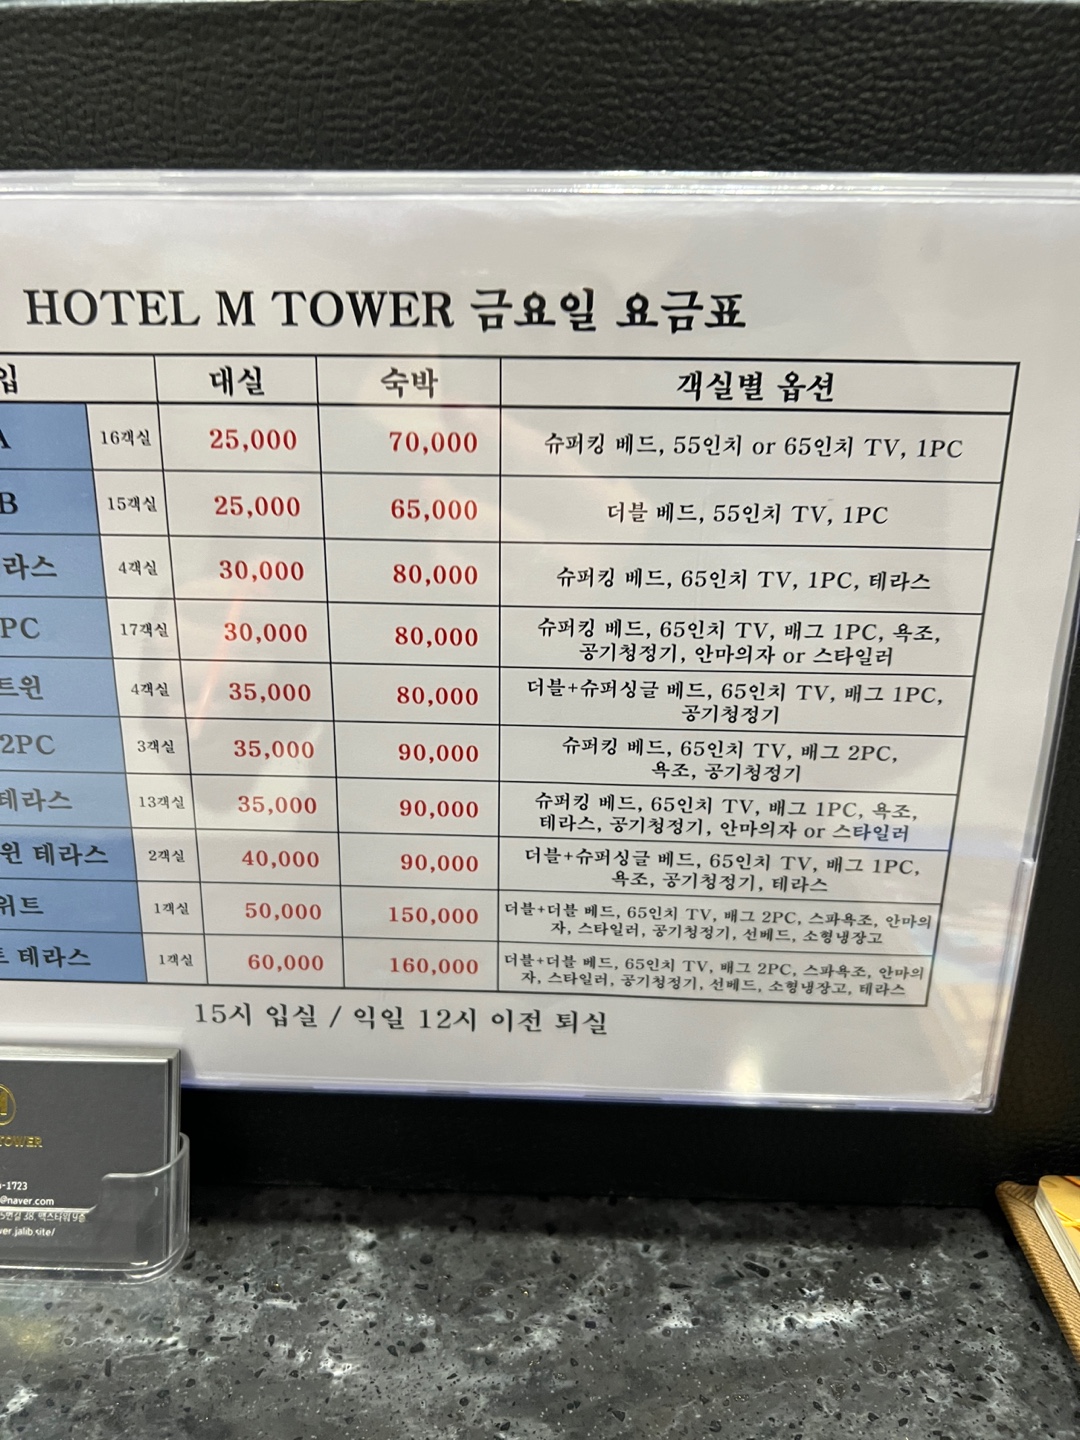 HOTEL M TOWER 금요일 요금표
입 대실 숙박 객실별 옵션
A 16객실 25,000 70,000 슈퍼킹 베드, 55인치 or 65인치 TV, 1PC
B 15객실 25,000 65,000 더블 베드, 55인치 TV, 1PC
라스 4객실 30,000 80,000 슈퍼킹 베드, 65인치 TV, 1PC, 테라스
PC 17객실 30,000 80,000 슈퍼킹 베드, 65인치 TV, 배그 1PC, 욕조,
공기청정기, 안마의자 or 스타일러
트윈 4객실 35,000 80,000 더블+슈퍼싱글 베드, 65인치 TV, 배그 1PC,
공기청정기
2PC 3객실 35,000 90,000 슈퍼킹 베드, 65인치 TV, 배그 2PC,
욕조, 공기청정기
테라스 13객실 35,000 90,000 슈퍼킹 베드, 65인치 TV, 배그 1PC, 욕조,
테라스, 공기청정기, 안마의자 or 스타일러
윈 테라스 2객실 40,000 90,000 더블+슈퍼싱글 베드, 65인치 TV, 배그 1PC,
욕조, 공기청정기, 테라스
위트 1객실 50,000 150,000 더블+더블 베드, 65인치 TV, 배그 2PC, 스파욕조, 안마의
자, 스타일러, 공기청정기, 선베드, 소형냉장고
트 테라스 1객실 60,000 160,000 더블+더블 베드, 65인치 TV, 배그 2PC, 스파욕조, 안마의
자, 스타일러, 공기청정기, 선베드, 소형냉장고, 테라스
15시 입실 / 익일 12시 이전 퇴실
TOWER
-1723
@naver.com
5번길 38, 맥스타워 9층
er.jalib.site/